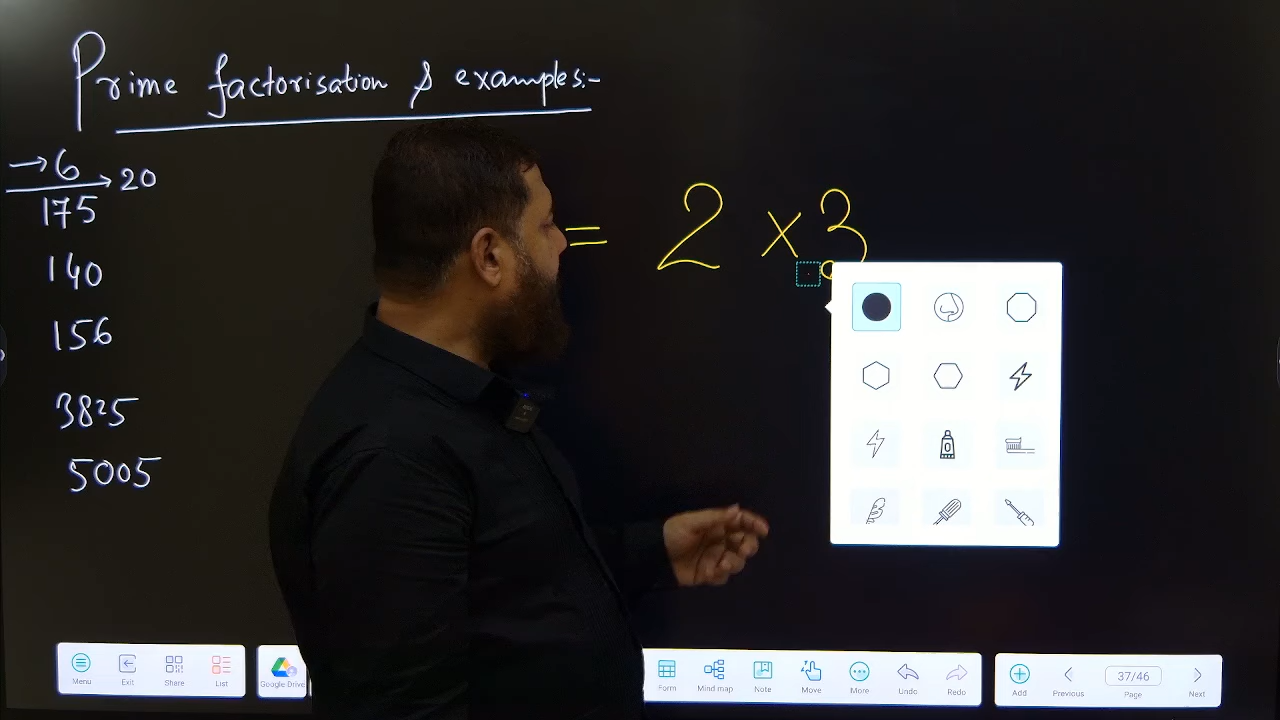 Prime factorisation & examples:-
→6
→20
175
140
156
3825
5005
= 2 × 3
Menu Exit Share List Google Drive Form Mind map Note Move More Undo Redo Add Previous 37/46 Page Next